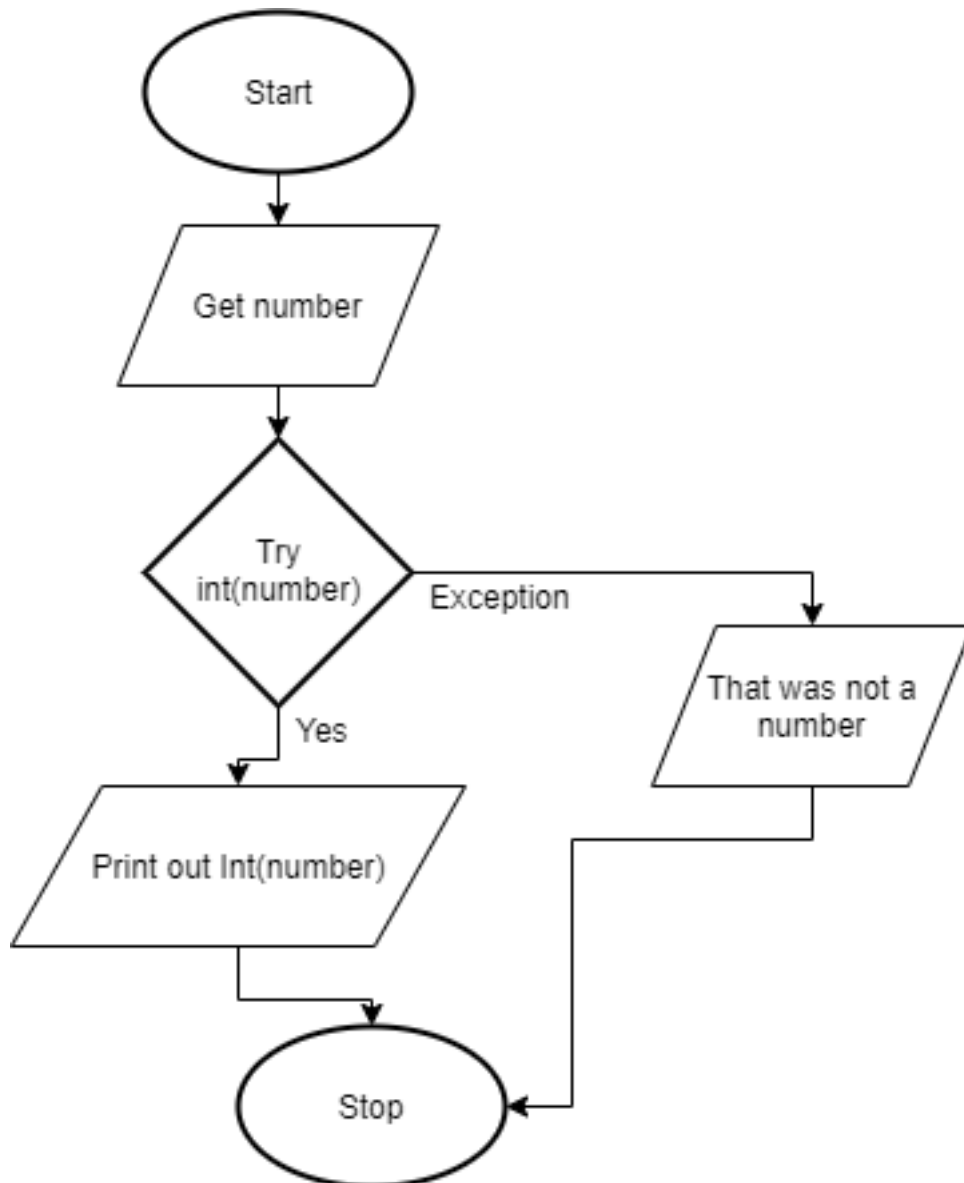 Start
Get number
Try
int(number)
Exception
That was not a
number
Yes
Print out Int(number)
Stop